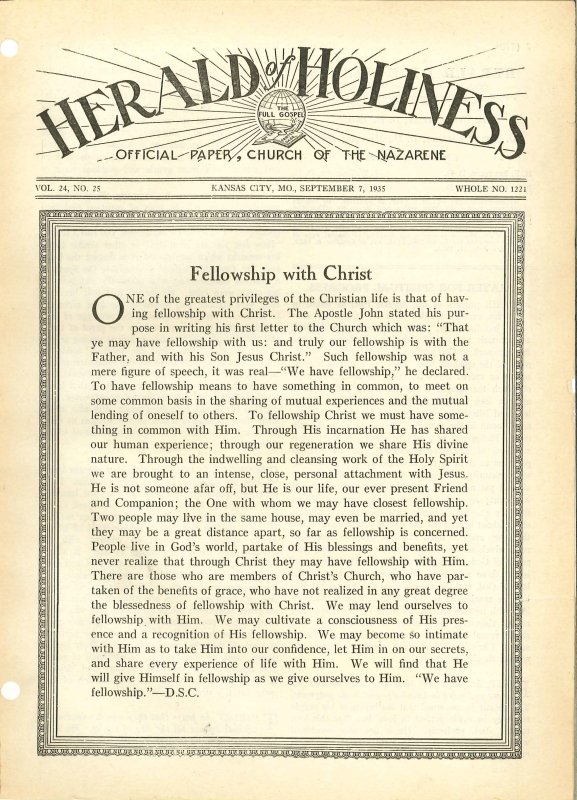 HERALD of HOLINESS
THE
FULL GOSPEL
OFFICIAL PAPER, CHURCH OF THE NAZARENE
VOL. 24, NO. 25 KANSAS CITY, MO., SEPTEMBER 7, 1935 WHOLE NO. 1221
Fellowship with Christ
ONE of the greatest privileges of the Christian life is that of hav-
ing fellowship with Christ. The Apostle John stated his pur-
pose in writing his first letter to the Church which was: “That
ye may have fellowship with us: and truly our fellowship is with the
Father, and with his Son Jesus Christ.” Such fellowship was not a
mere figure of speech, it was real—“We have fellowship,” he declared.
To have fellowship means to have something in common, to meet on
some common basis in the sharing of mutual experiences and the mutual
lending of oneself to others. To fellowship Christ we must have some-
thing in common with Him. Through His incarnation He has shared
our human experience; through our regeneration we share His divine
nature. Through the indwelling and cleansing work of the Holy Spirit
we are brought to an intense, close, personal attachment with Jesus.
He is not someone afar off, but He is our life, our ever present Friend
and Companion; the One with whom we may have closest fellowship.
Two people may live in the same house, may even be married, and yet
they may be a great distance apart, so far as fellowship is concerned.
People live in God’s world, partake of His blessings and benefits, yet
never realize that through Christ they may have fellowship with Him.
There are those who are members of Christ’s Church, who have par-
taken of the benefits of grace, who have not realized in any great degree
the blessedness of fellowship with Christ. We may lend ourselves to
fellowship with Him. We may cultivate a consciousness of His pres-
ence and a recognition of His fellowship. We may become so intimate
with Him as to take Him into our confidence, let Him in on our secrets,
and share every experience of life with Him. We will find that He
will give Himself in fellowship as we give ourselves to Him. “We have
fellowship.”—D.S.C.